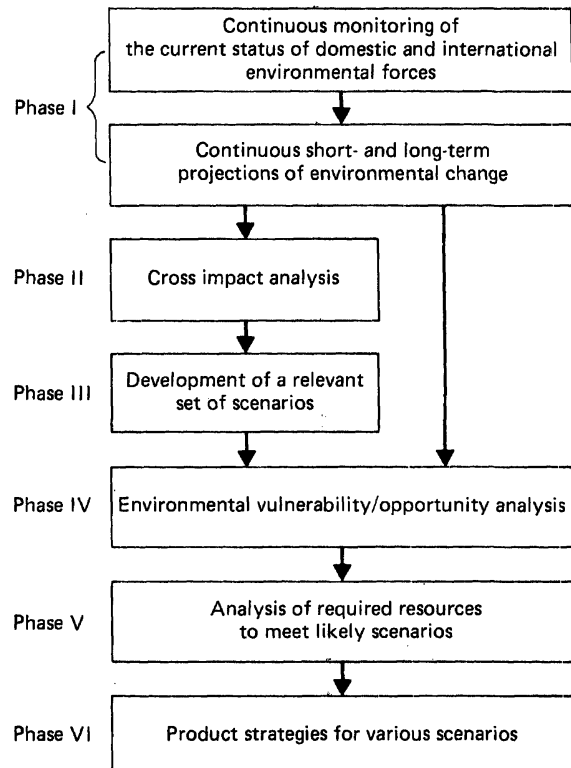 Continuous monitoring of
the current status of domestic and international
environmental forces
Phase I
Continuous short- and long-term
projections of environmental change
Phase II
Cross impact analysis
Phase III
Development of a relevant
set of scenarios
Phase IV
Environmental vulnerability/opportunity analysis
Phase V
Analysis of required resources
to meet likely scenarios
Phase VI
Product strategies for various scenarios